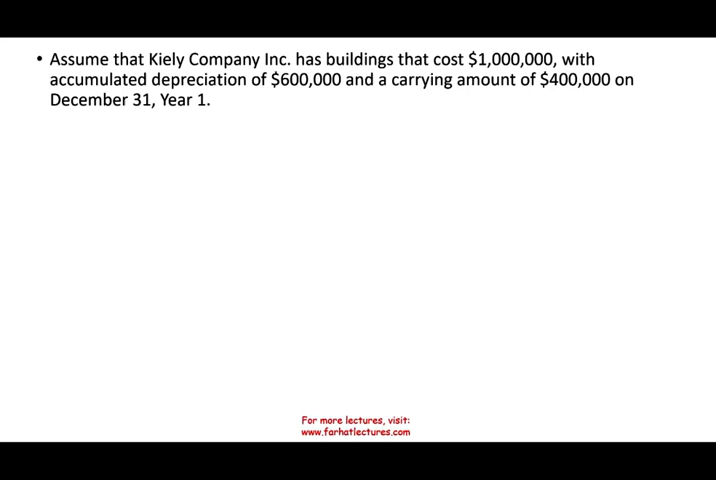 • Assume that Kiely Company Inc. has buildings that cost $1,000,000, with
accumulated depreciation of $600,000 and a carrying amount of $400,000 on
December 31, Year 1.
For more lectures, visit:
www.farhatlectures.com